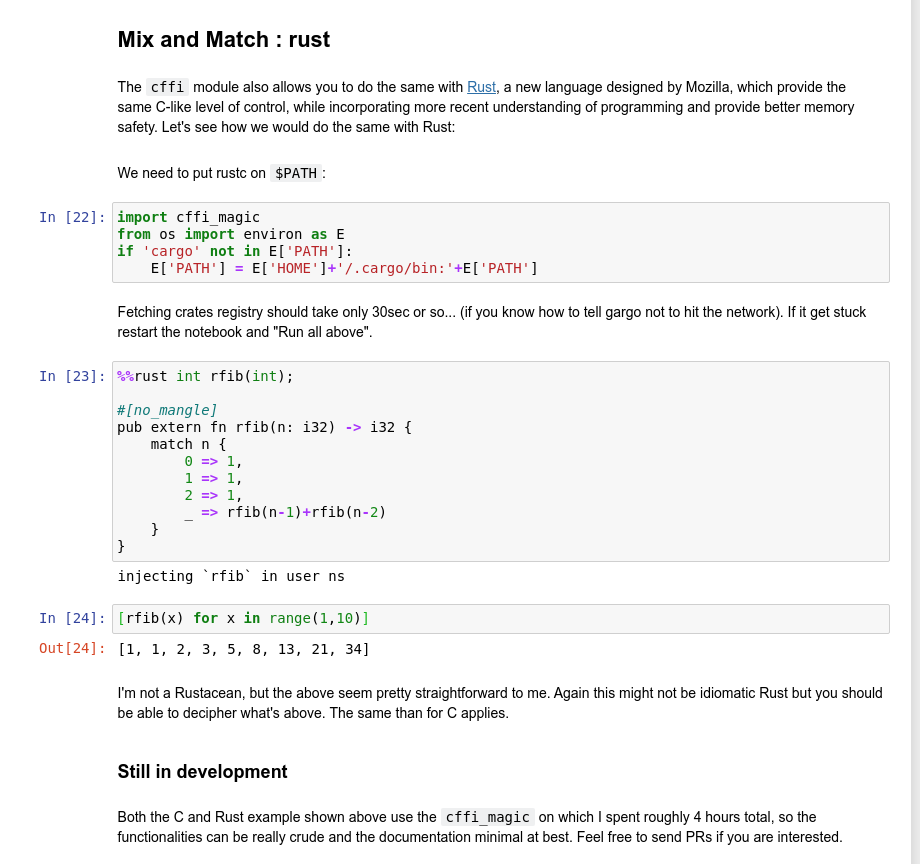 Mix and Match : rust
The cffi module also allows you to do the same with Rust, a new language designed by Mozilla, which provide the
same C-like level of control, while incorporating more recent understanding of programming and provide better memory
safety. Let's see how we would do the same with Rust:
We need to put rustc on $PATH :
In [22]: import cffi_magic
from os import environ as E
if 'cargo' not in E['PATH']:
    E['PATH'] = E['HOME']+'/.cargo/bin:'+E['PATH']
Fetching crates registry should take only 30sec or so... (if you know how to tell gargo not to hit the network). If it get stuck
restart the notebook and "Run all above".
In [23]: %%rust int rfib(int);
#[no_mangle]
pub extern fn rfib(n: i32) -> i32 {
    match n {
        0 => 1,
        1 => 1,
        2 => 1,
        _ => rfib(n-1)+rfib(n-2)
    }
}
injecting `rfib` in user ns
In [24]: [rfib(x) for x in range(1,10)]
Out[24]: [1, 1, 2, 3, 5, 8, 13, 21, 34]
I'm not a Rustacean, but the above seem pretty straightforward to me. Again this might not be idiomatic Rust but you should
be able to decipher what's above. The same than for C applies.
Still in development
Both the C and Rust example shown above use the cffi_magic on which I spent roughly 4 hours total, so the
functionalities can be really crude and the documentation minimal at best. Feel free to send PRs if you are interested.